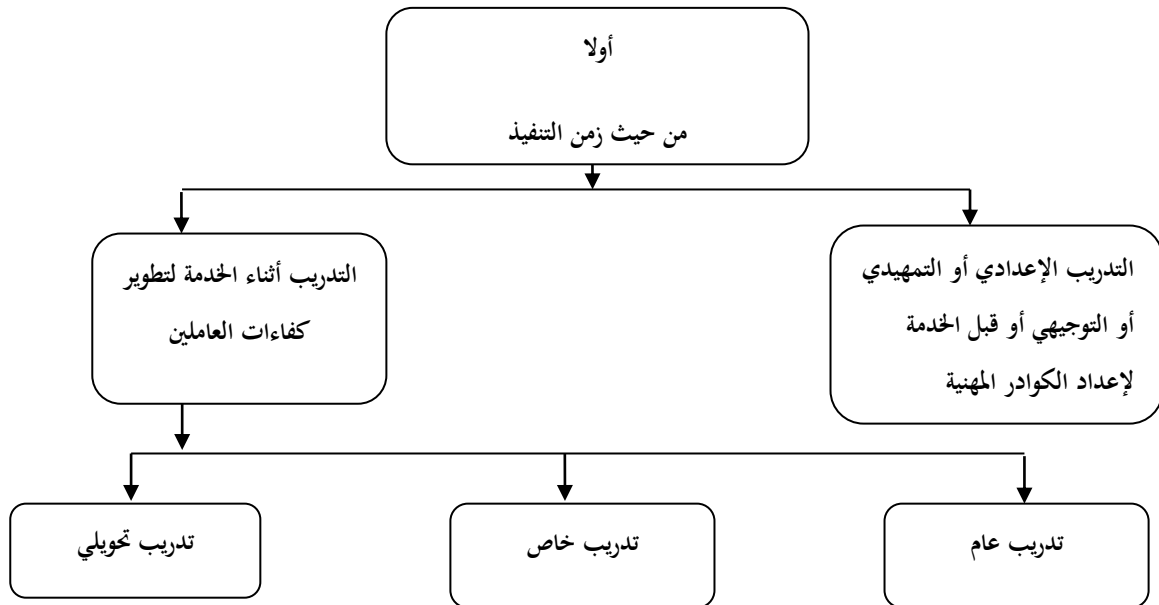 أولا
من حيث زمن التنفيذ
التدريب الإعدادي أو التمهيدي
أو التوجيهي أو قبل الخدمة
لإعداد الكوادر المهنية
التدريب أثناء الخدمة لتطوير
كفاءات العاملين
تدريب عام
تدريب خاص
تدريب تحويلي